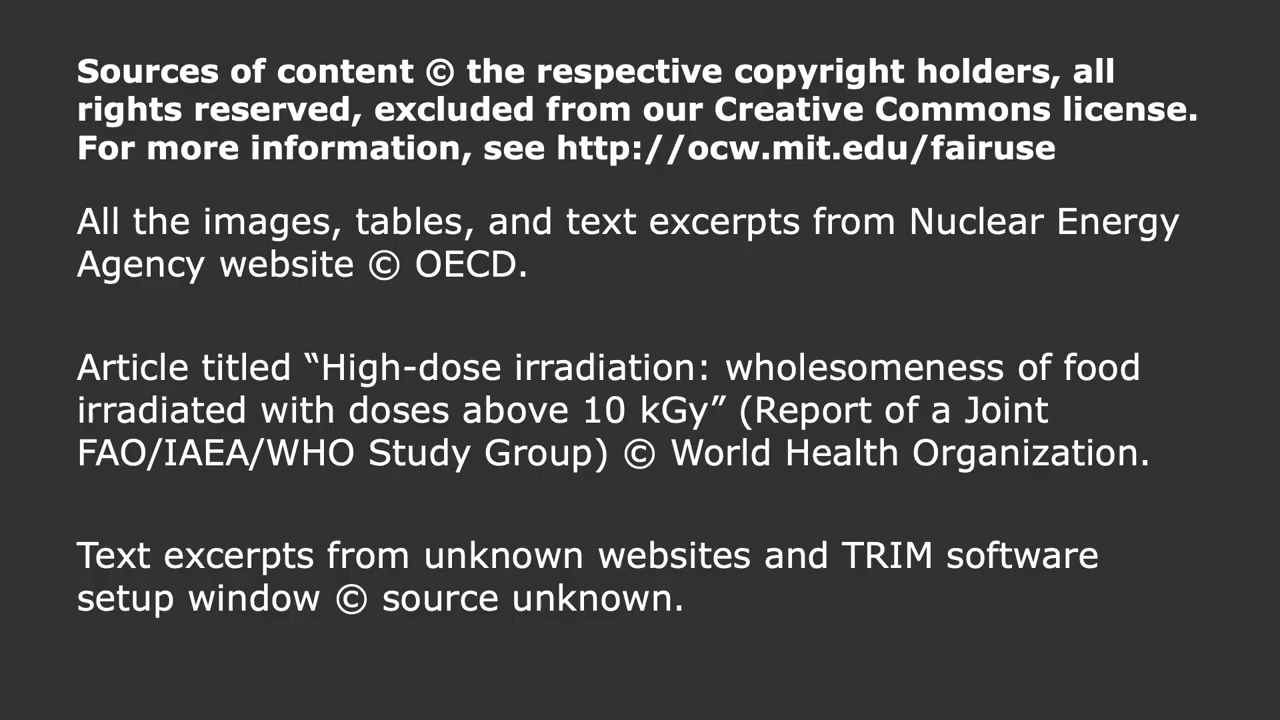 Sources of content © the respective copyright holders, all
rights reserved, excluded from our Creative Commons license.
For more information, see http://ocw.mit.edu/fairuse
All the images, tables, and text excerpts from Nuclear Energy
Agency website © OECD.
Article titled “High-dose irradiation: wholesomeness of food
irradiated with doses above 10 kGy” (Report of a Joint
FAO/IAEA/WHO Study Group) © World Health Organization.
Text excerpts from unknown websites and TRIM software
setup window © source unknown.